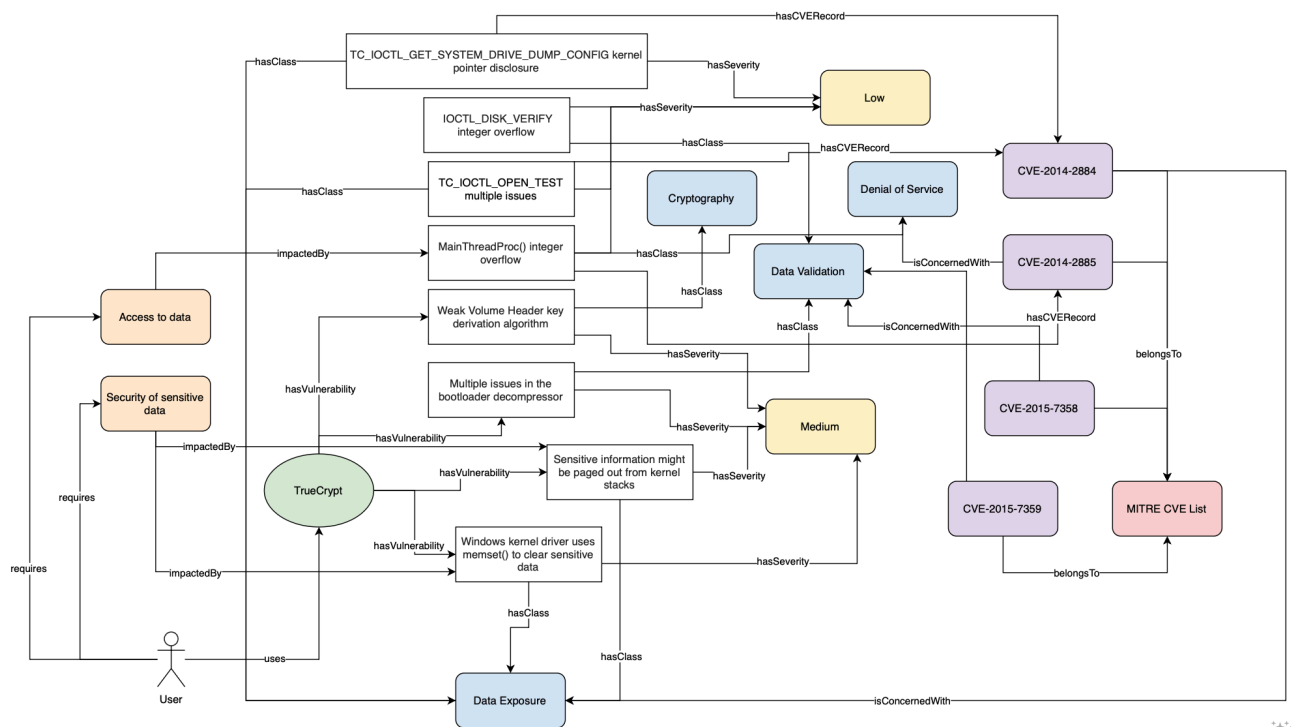 hasCVERecord
TC_IOCTL_GET_SYSTEM_DRIVE_DUMP_CONFIG kernel
pointer disclosure
hasClass
hasSeverity
Low
IOCTL_DISK_VERIFY
integer overflow
hasSeverity
hasClass
hasCVERecord
CVE-2014-2884
TC_IOCTL_OPEN_TEST
multiple issues
hasClass
Cryptography
Denial of Service
MainThreadProc() integer
overflow
impactedBy
hasClass
Data Validation
isConcernedWith
CVE-2014-2885
hasClass
Access to data
Weak Volume Header key
derivation algorithm
hasCVERecord
isConcernedWith
hasClass
hasSeverity
belongsTo
hasVulnerability
Security of sensitive
data
Multiple issues in the
bootloader decompressor
CVE-2015-7358
hasVulnerability
hasSeverity
Medium
impactedBy
Sensitive information might
be paged out from kernel
stacks
hasVulnerability
hasSeverity
TrueCrypt
requires
CVE-2015-7359
MITRE CVE List
hasVulnerability
Windows kernel driver uses
memset() to clear sensitive
data
hasSeverity
requires
impactedBy
belongsTo
hasClass
uses
hasClass
User
Data Exposure
isConcernedWith